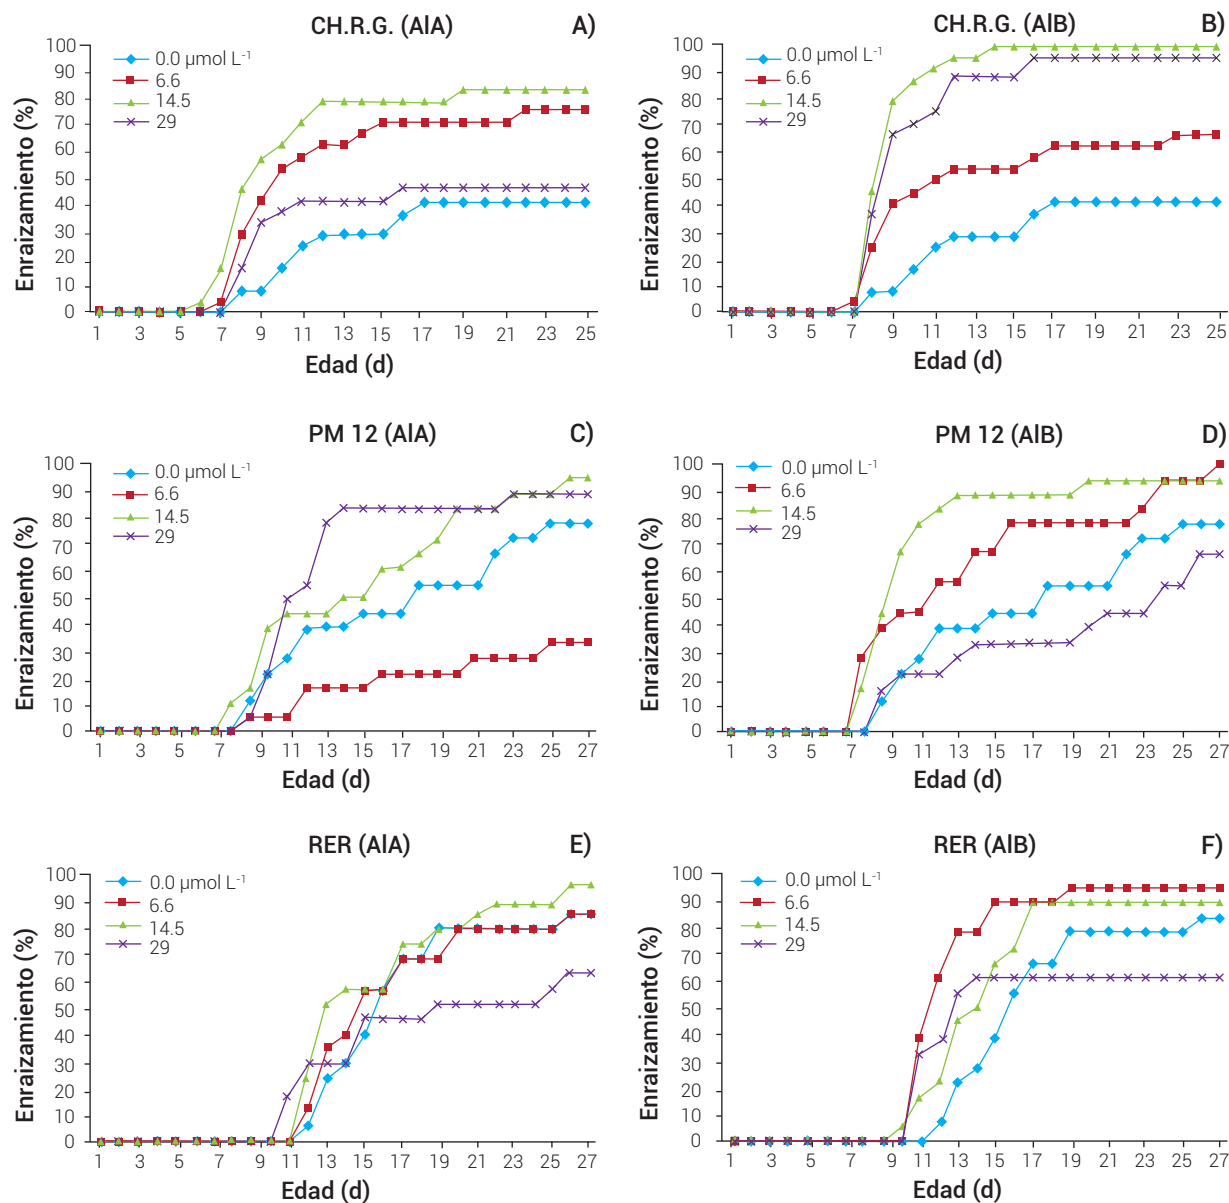 CH.R.G. (AIA)
A)
0.0 µmol L-1
6.6
14.5
29
Enraizamiento (%)
100
90
80
70
60
50
40
30
20
10
0
1 3 5 7 9 11 13 15 17 19 21 23 25
Edad (d)
CH.R.G. (AIB)
B)
0.0 µmol L-1
6.6
14.5
29
Enraizamiento (%)
100
90
80
70
60
50
40
30
20
10
0
1 3 5 7 9 11 13 15 17 19 21 23 25
Edad (d)
PM 12 (AIA)
C)
0.0 µmol L-1
6.6
14.5
29
Enraizamiento (%)
100
90
80
70
60
50
40
30
20
10
0
1 3 5 7 9 11 13 15 17 19 21 23 25 27
Edad (d)
PM 12 (AIB)
D)
0.0 µmol L-1
6.6
14.5
29
Enraizamiento (%)
100
90
80
70
60
50
40
30
20
10
0
1 3 5 7 9 11 13 15 17 19 21 23 25 27
Edad (d)
RER (AIA)
E)
0.0 µmol L-1
6.6
14.5
29
Enraizamiento (%)
100
90
80
70
60
50
40
30
20
10
0
1 3 5 7 9 11 13 15 17 19 21 23 25 27
Edad (d)
RER (AIB)
F)
0.0 µmol L-1
6.6
14.5
29
Enraizamiento (%)
100
90
80
70
60
50
40
30
20
10
0
1 3 5 7 9 11 13 15 17 19 21 23 25 27
Edad (d)